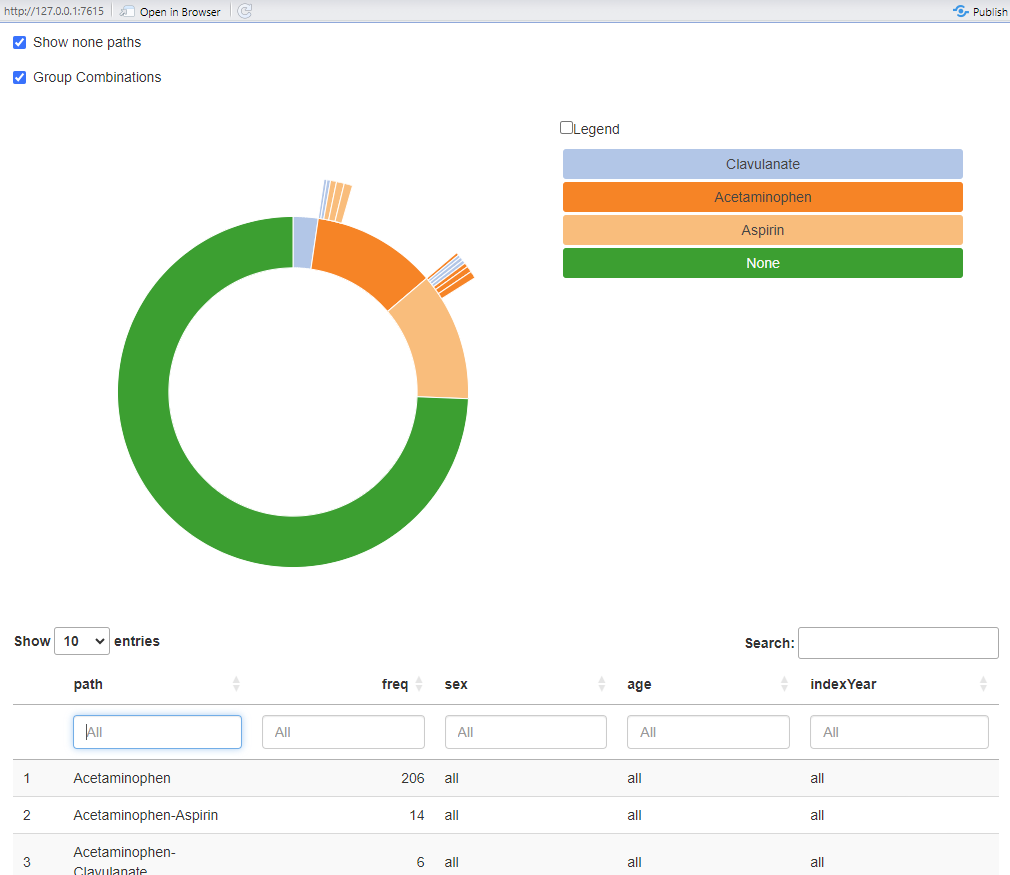 http://127.0.0.1:7615 Open in Browser Publish
Show none paths
Group Combinations
Legend
Clavulanate
Acetaminophen
Aspirin
None
Show 10 entries Search:
path freq sex age indexYear
All All All All All
1 Acetaminophen 206 all all all
2 Acetaminophen-Aspirin 14 all all all
Acetaminophen-
3 6 all all all
Clavulanate